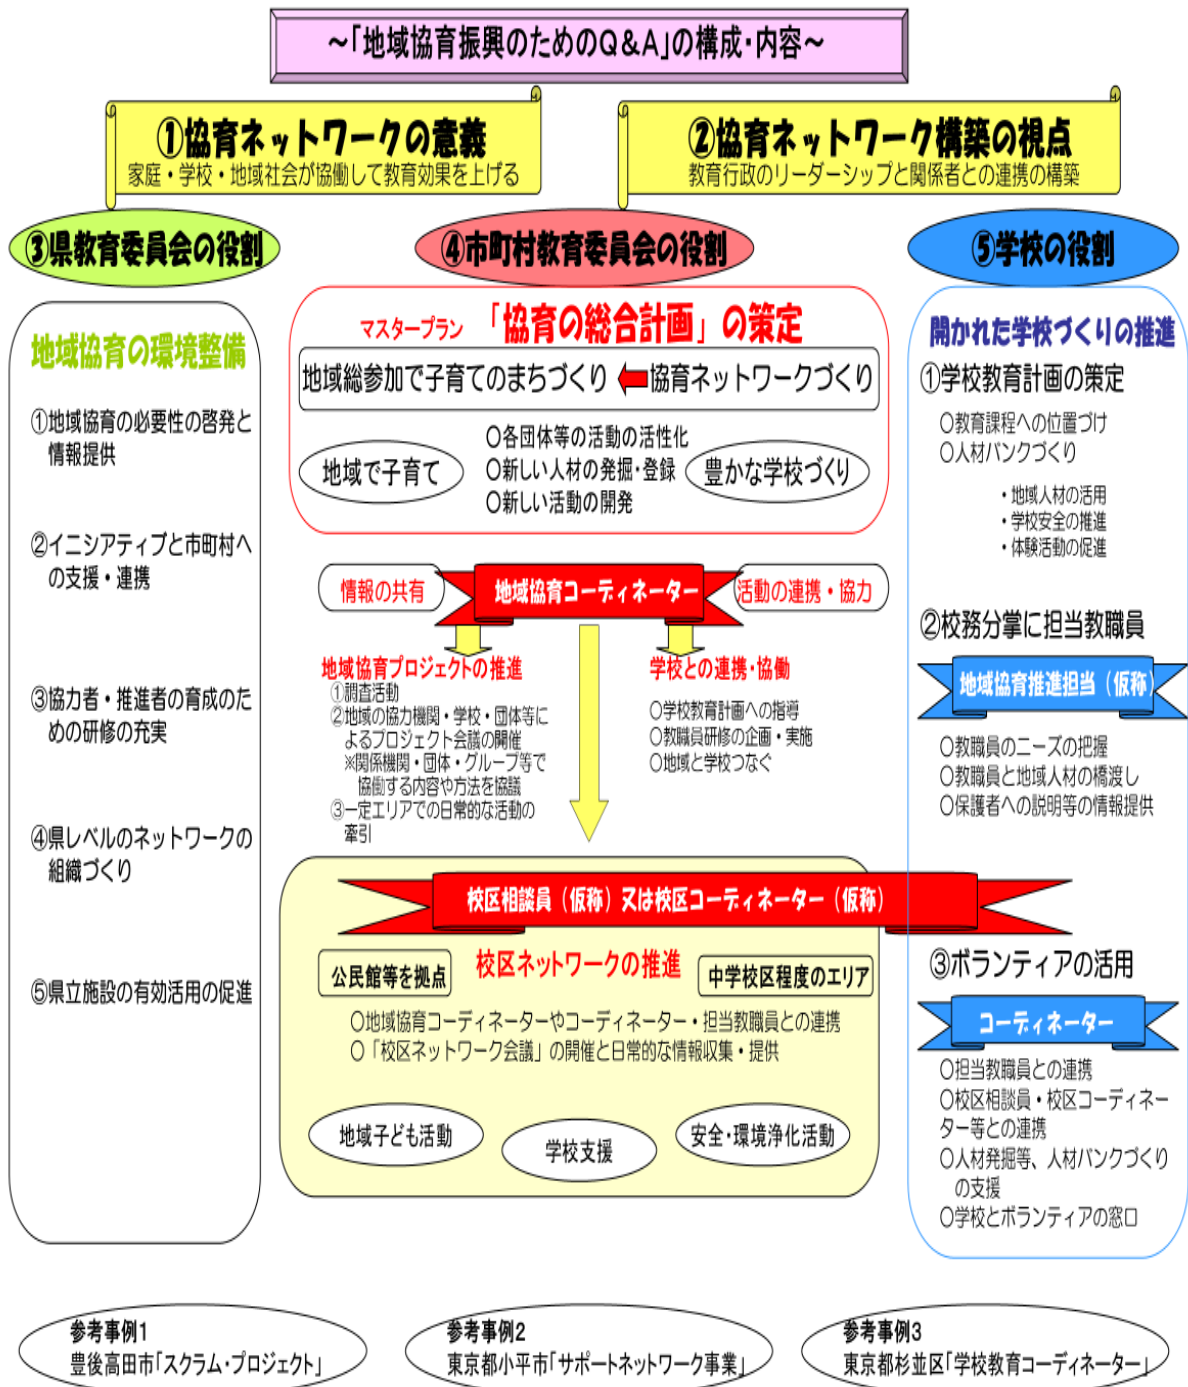 ～「地域協育振興のためのQ&A」の構成・内容～
①協育ネットワークの意義
家庭・学校・地域社会が協働して教育効果を上げる
②協育ネットワーク構築の視点
教育行政のリーダーシップと関係者との連携の構築
③県教育委員会の役割
地域協育の環境整備
①地域協育の必要性の啓発と
情報提供
②イニシアティブと市町村へ
の支援・連携
③協力者・推進者の育成のた
めの研修の充実
④県レベルのネットワークの
組織づくり
⑤県立施設の有効活用の促進
④市町村教育委員会の役割
マスタープラン 「協育の総合計画」の策定
地域総参加で子育てのまちづくり 協育ネットワークづくり
地域で子育て
○各団体等の活動の活性化
○新しい人材の発掘・登録
○新しい活動の開発
豊かな学校づくり
情報の共有
地域協育コーディネーター
活動の連携・協力
地域協育プロジェクトの推進
①調査活動
②地域の協力機関・学校・団体等に
よるプロジェクト会議の開催
※関係機関・団体・グループ等で
協働する内容や方法を協議
③一定エリアでの日常的な活動の
牽引
学校との連携・協働
○学校教育計画への指導
○教職員研修の企画・実施
○地域と学校つなぐ
校区相談員（仮称）又は校区コーディネーター（仮称）
公民館等を拠点
校区ネットワークの推進
中学校区程度のエリア
○地域協育コーディネーターやコーディネーター・担当教職員との連携
○「校区ネットワーク会議」の開催と日常的な情報収集・提供
地域子ども活動
学校支援
安全・環境浄化活動
⑤学校の役割
開かれた学校づくりの推進
①学校教育計画の策定
○教育課程への位置づけ
○人材バンクづくり
・地域人材の活用
・学校安全の推進
・体験活動の促進
②校務分掌に担当教職員
地域協育推進担当（仮称）
○教職員のニーズの把握
○教職員と地域人材の橋渡し
○保護者への説明等の情報提供
③ボランティアの活用
コーディネーター
○担当教職員との連携
○校区相談員・校区コーディネー
ター等との連携
○人材発掘等、人材バンクづくり
の支援
○学校とボランティアの窓口
参考事例1
豊後高田市「スクラム・プロジェクト」
参考事例2
東京都小平市「サポートネットワーク事業」
参考事例3
東京都杉並区「学校教育コーディネーター」